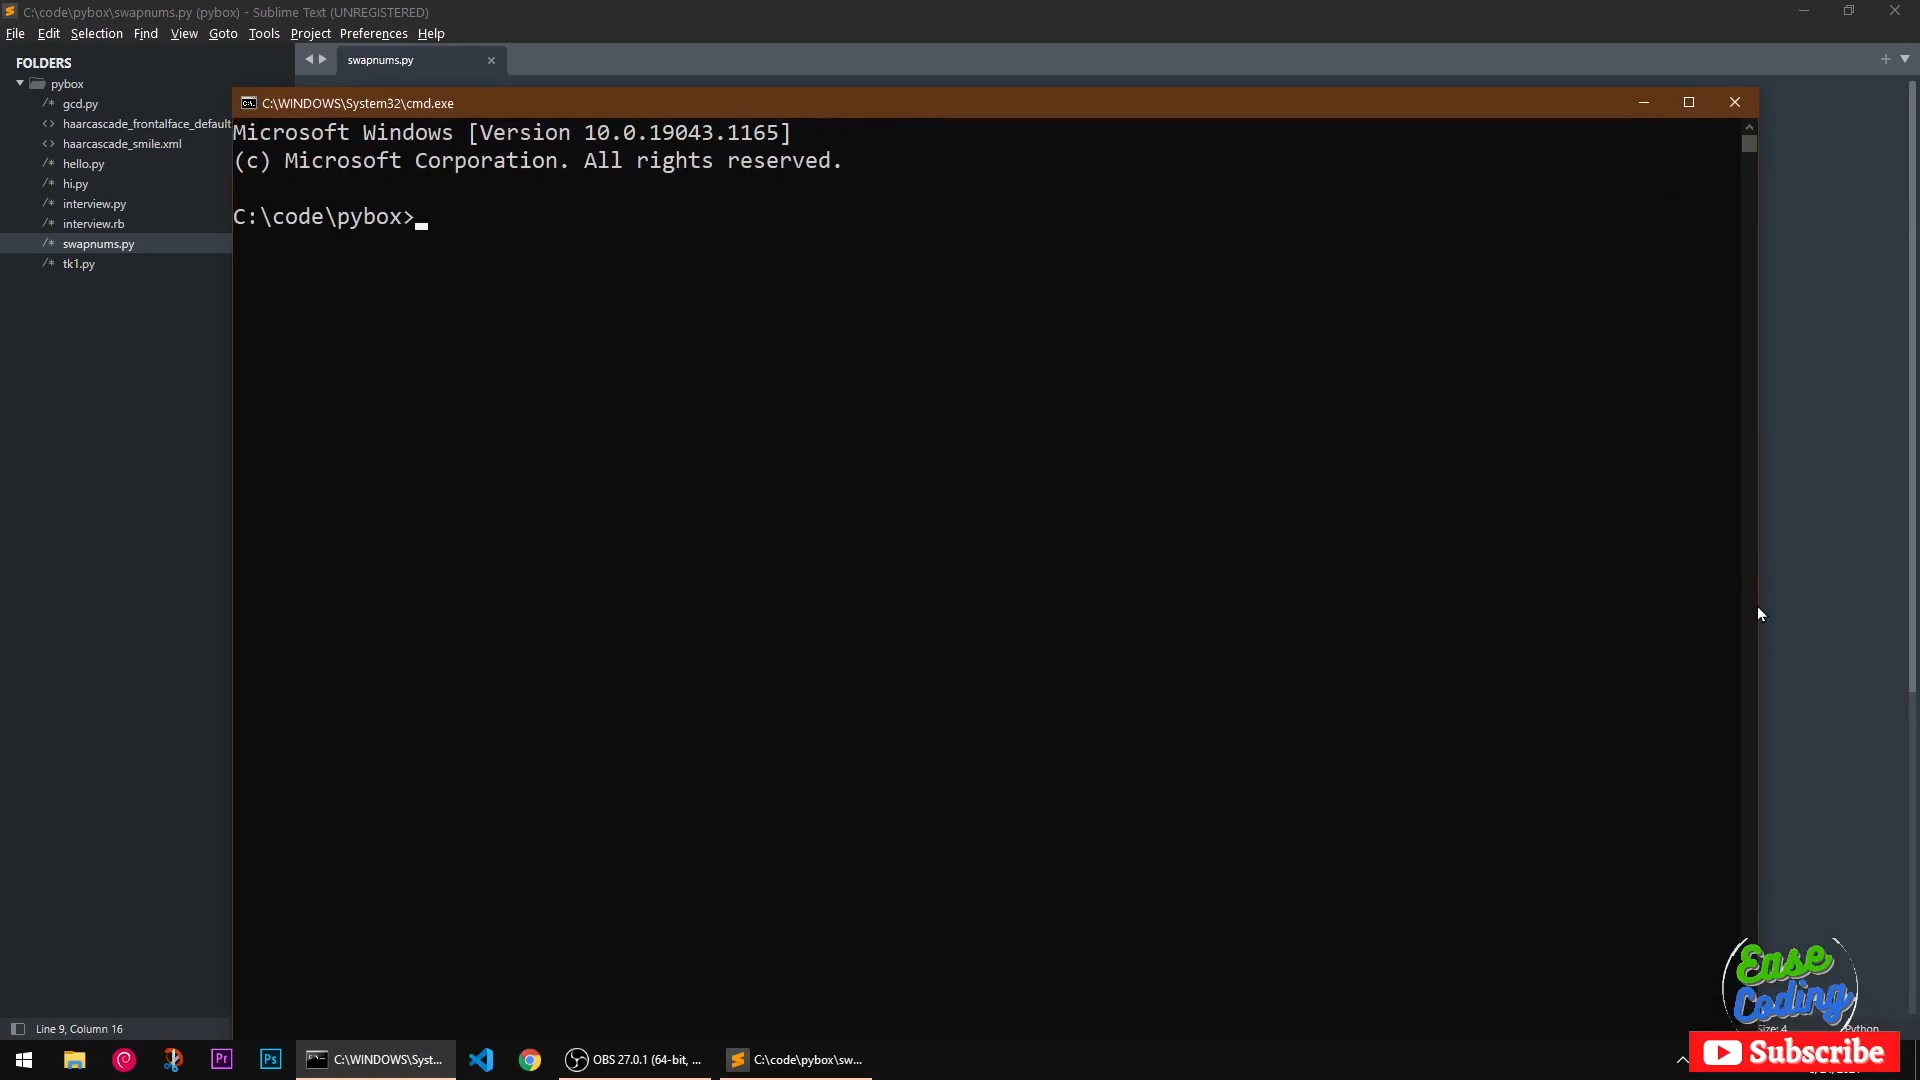 C:\code\pybox\swapnums.py (pybox) - Sublime Text (UNREGISTERED)
File Edit Selection Find View Goto Tools Project Preferences Help
FOLDERS
pybox
gcd.py
haarcascade_frontalface_default
haarcascade_smile.xml
hello.py
hi.py
interview.py
interview.rb
swapnums.py
tk1.py
swapnums.py
C:\WINDOWS\System32\cmd.exe
Microsoft Windows [Version 10.0.19043.1165]
(c) Microsoft Corporation. All rights reserved.
C:\code\pybox>
Ease
Coding
Line 9, Column 16
Python
Pr
Ps
C:\WINDOWS\Syst...
OBS 27.0.1 (64-bit, ...
C:\code\pybox\sw...
Subscribe